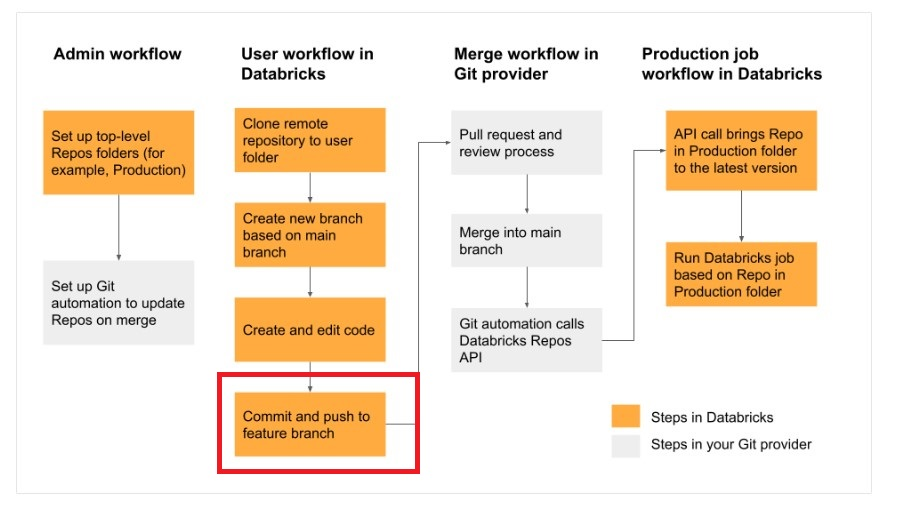 Admin workflow
User workflow in
Databricks
Merge workflow in
Git provider
Production job
workflow in Databricks
Set up top-level
Repos folders (for
example, Production)
Set up Git
automation to update
Repos on merge
Clone remote
repository to user
folder
Create new branch
based on main
branch
Create and edit code
Commit and push to
feature branch
Pull request and
review process
Merge into main
branch
Git automation calls
Databricks Repos
API
API call brings Repo
in Production folder
to the latest version
Run Databricks job
based on Repo in
Production folder
Steps in Databricks
Steps in your Git provider